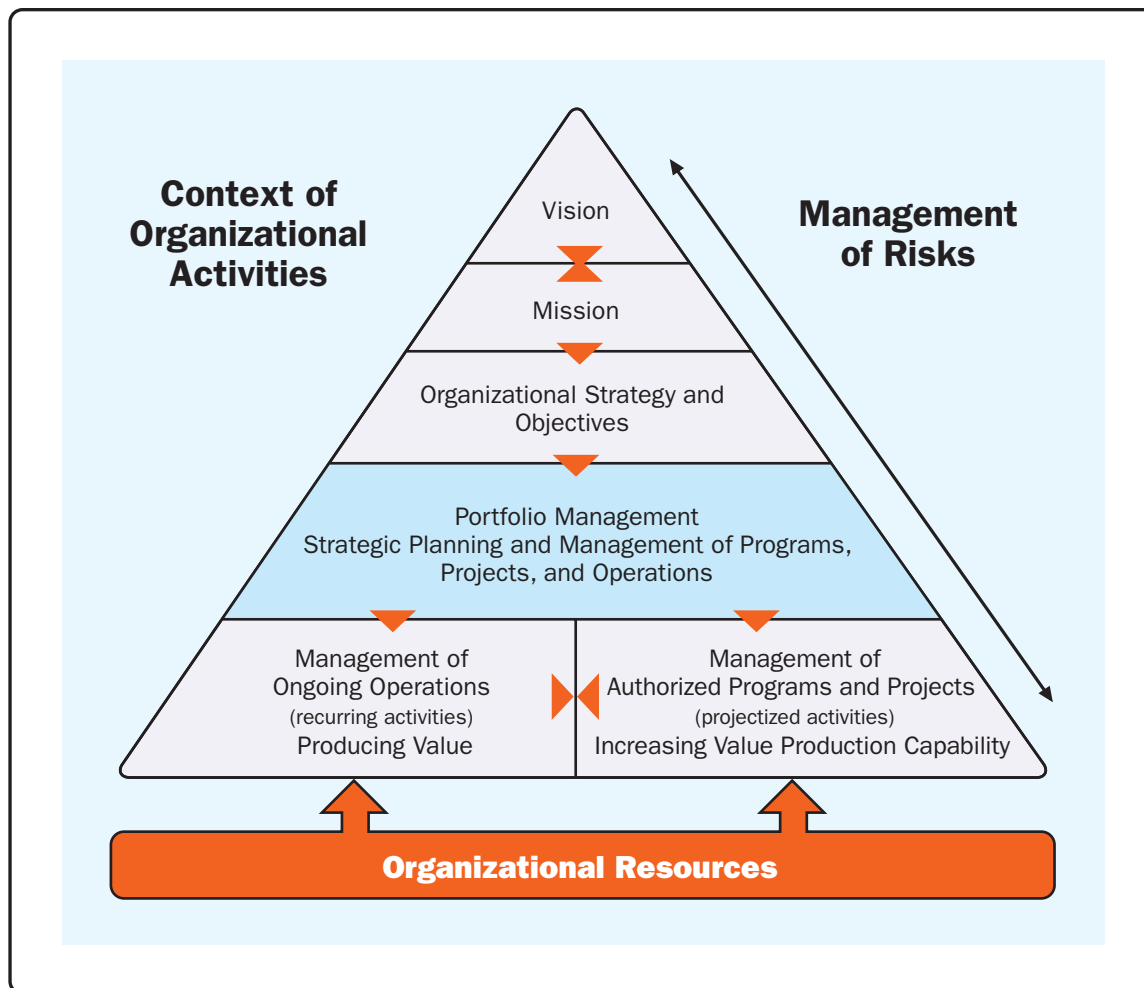 Context of
Organizational
Activities
Management
of Risks
Vision
Mission
Organizational Strategy and
Objectives
Portfolio Management
Strategic Planning and Management of Programs,
Projects, and Operations
Management of
Ongoing Operations
(recurring activities)
Producing Value
Management of
Authorized Programs and Projects
(projectized activities)
Increasing Value Production Capability
Organizational Resources